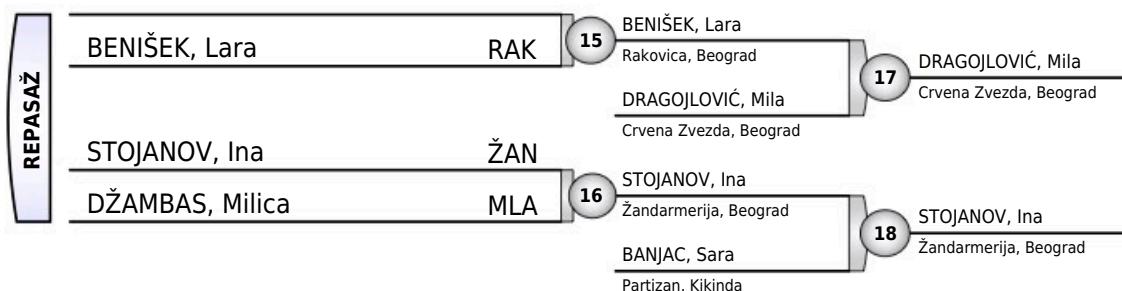 REPASAŽ
BENIŠEK, Lara RAK
STOJANOV, Ina ŽAN
DŽAMBAS, Milica MLA
15
16
BENIŠEK, Lara
Rakovica, Beograd
DRAGOJLOVIĆ, Mila
Crvena Zvezda, Beograd
STOJANOV, Ina
Žandarmerija, Beograd
BANJAC, Sara
Partizan, Kikinda
17
18
DRAGOJLOVIĆ, Mila
Crvena Zvezda, Beograd
STOJANOV, Ina
Žandarmerija, Beograd